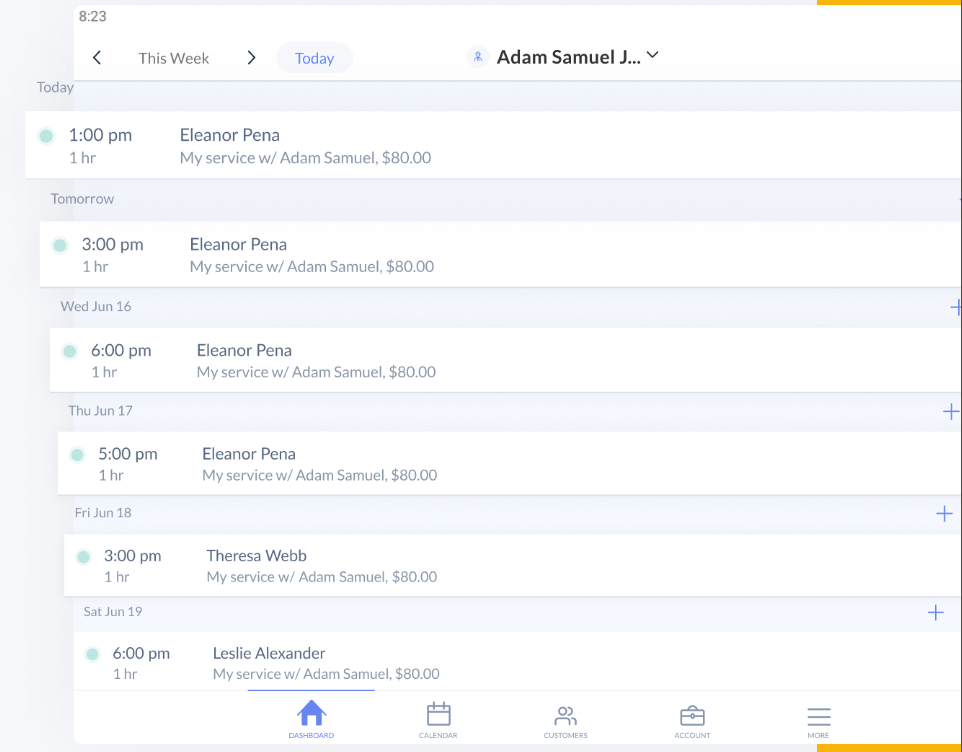 8:23
This Week
Today
Adam Samuel J...
Today
1:00 pm
Eleanor Pena
1 hr
My service w/ Adam Samuel, $80.00
Tomorrow
3:00 pm
Eleanor Pena
1 hr
My service w/ Adam Samuel, $80.00
Wed Jun 16
6:00 pm
Eleanor Pena
1 hr
My service w/ Adam Samuel, $80.00
Thu Jun 17
5:00 pm
Eleanor Pena
1 hr
My service w/ Adam Samuel, $80.00
Fri Jun 18
3:00 pm
Theresa Webb
1 hr
My service w/ Adam Samuel, $80.00
Sat Jun 19
6:00 pm
Leslie Alexander
1 hr
My service w/ Adam Samuel, $80.00
DASHBOARD
CALENDAR
CUSTOMERS
ACCOUNT
MORE